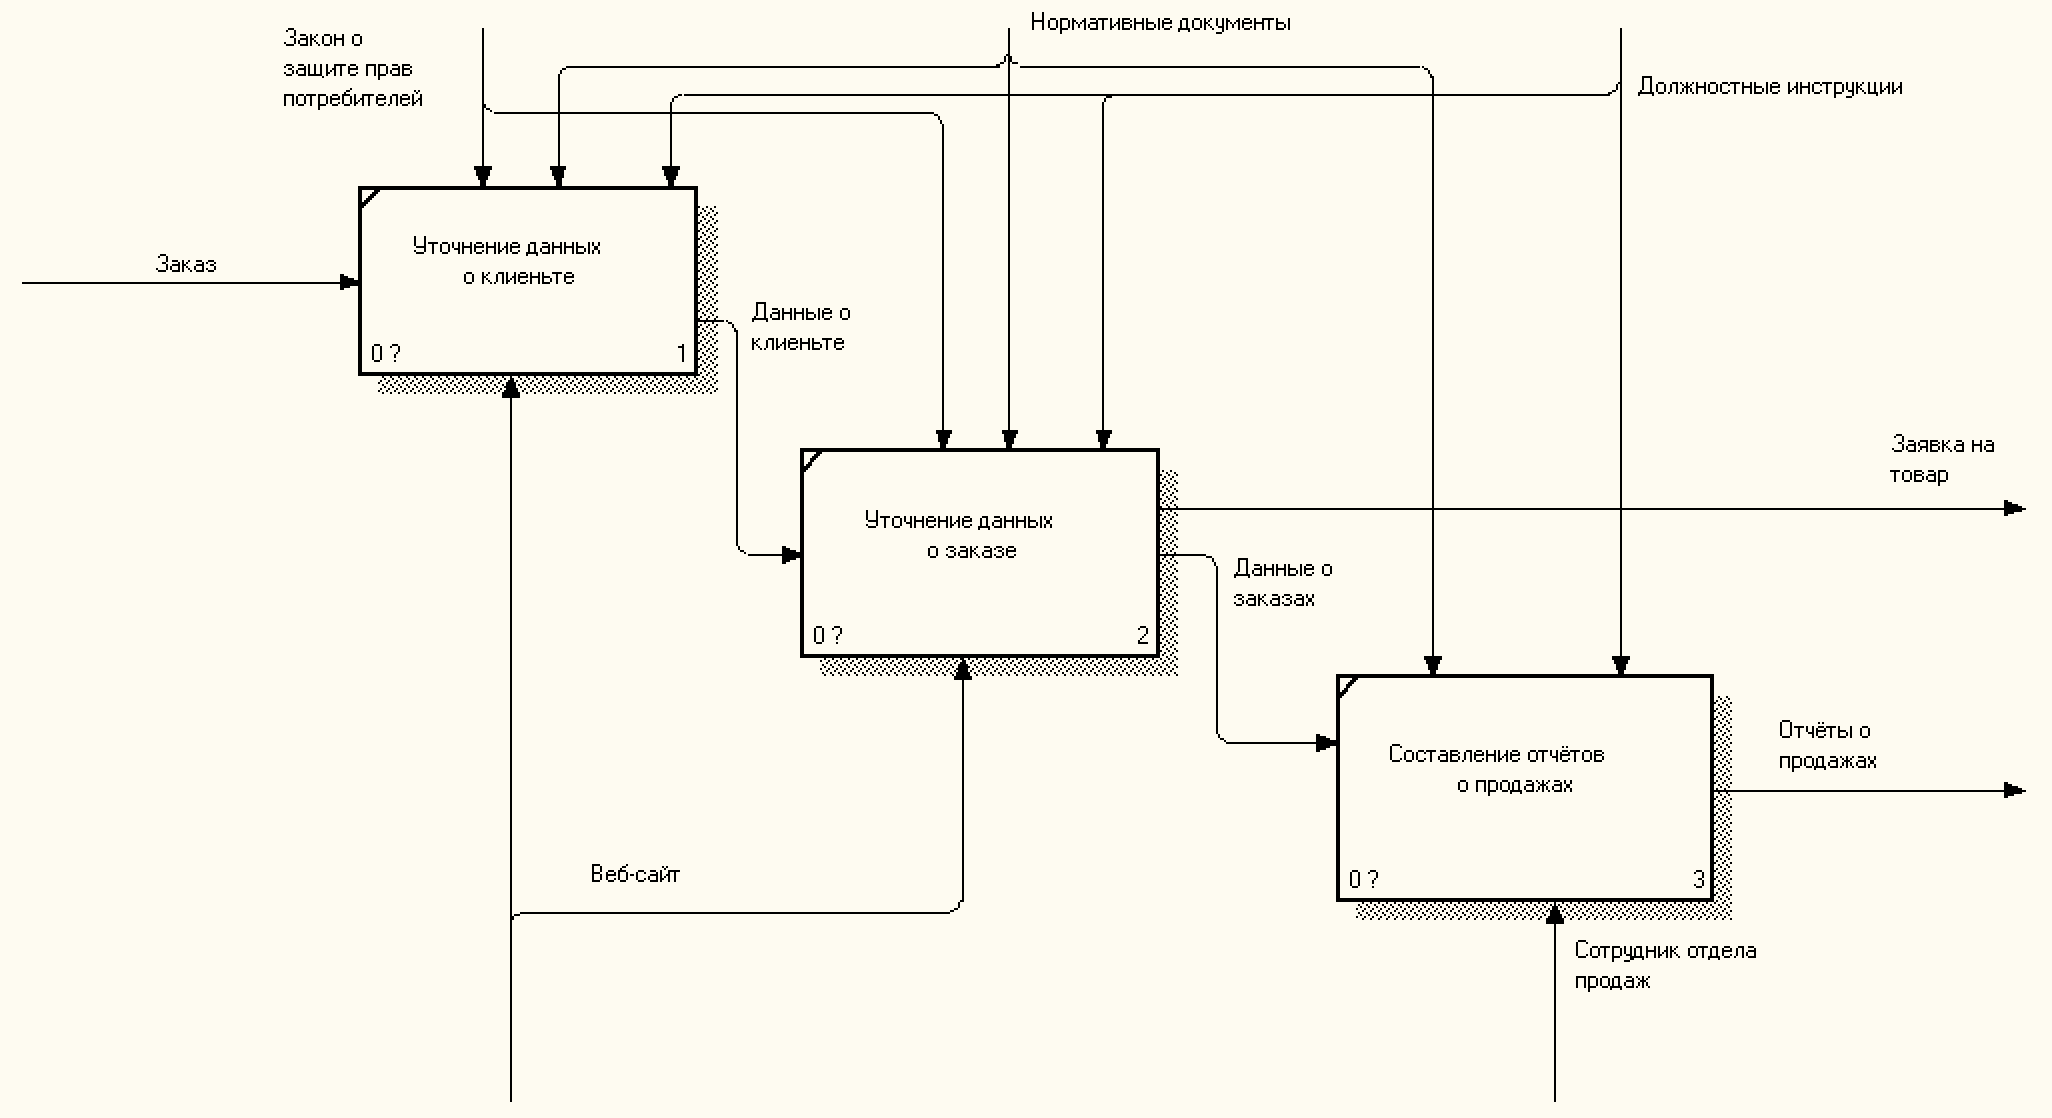 Нормативные документы
Закон о
защите прав
потребителей
Должностные инструкции
Заказ
Уточнение данных
о клиеньте
0 ?
1
Данные о
клиеньте
Заявка на
товар
Уточнение данных
о заказе
0 ?
2
Данные о
заказах
Составление отчётов
о продажах
0 ?
3
Отчёты о
продажах
Веб-сайт
Сотрудник отдела
продаж